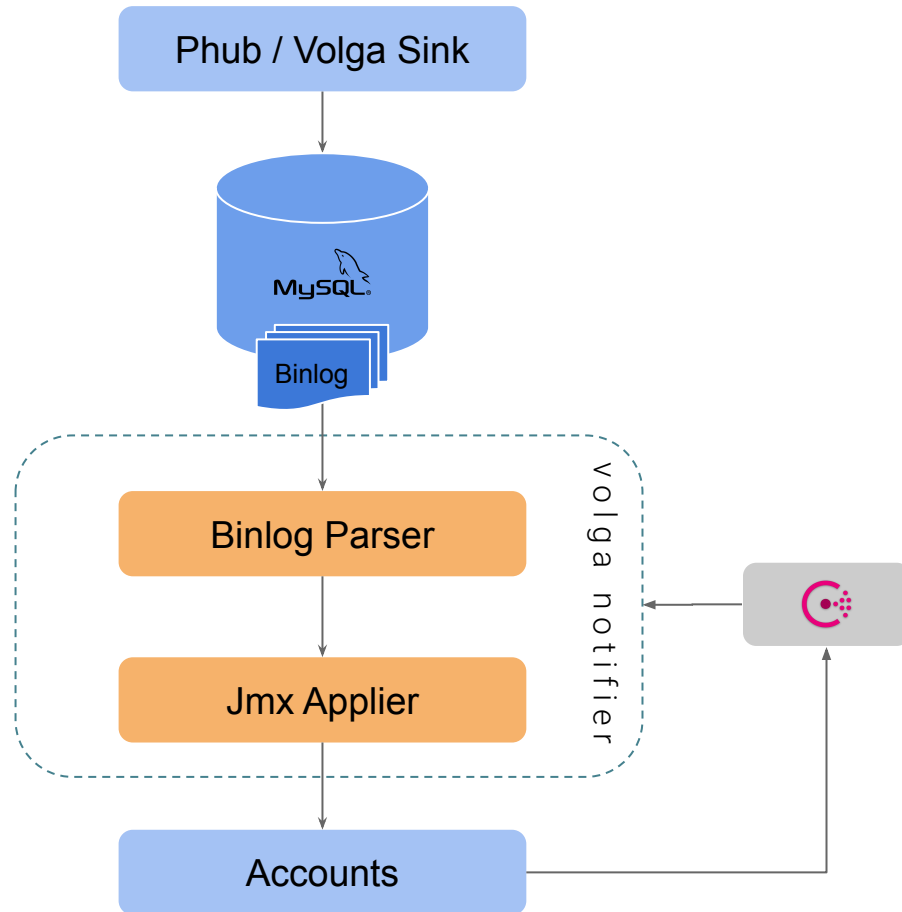 Phub / Volga Sink
MySQL®
Binlog
Binlog Parser
volga notifier
Jmx Applier
Accounts